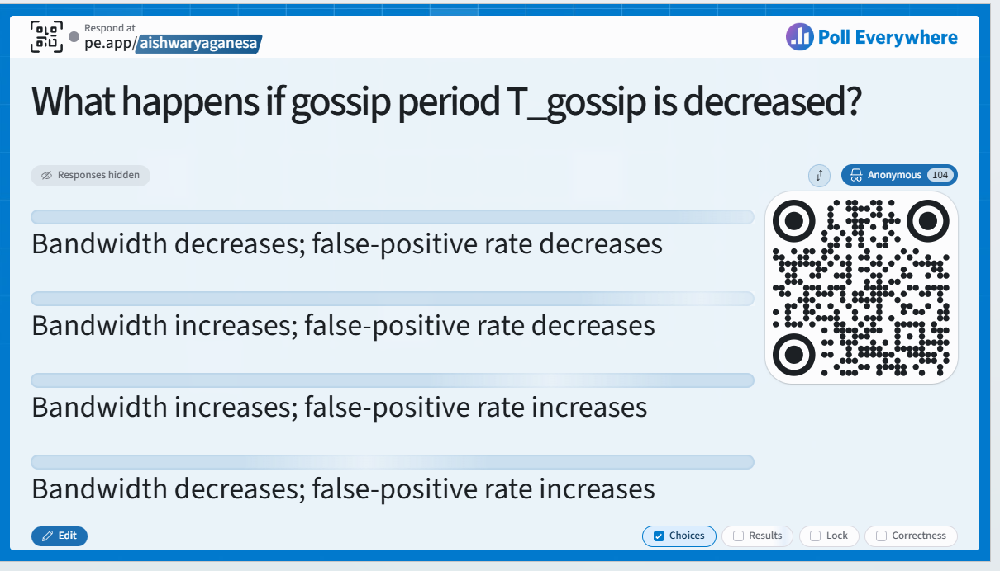 Respond at
pe.app/aishwaryaganesa
Poll Everywhere
What happens if gossip period T_gossip is decreased?
Responses hidden
Anonymous 104
Bandwidth decreases; false-positive rate decreases
Bandwidth increases; false-positive rate decreases
Bandwidth increases; false-positive rate increases
Bandwidth decreases; false-positive rate increases
Edit
Choices
Results
Lock
Correctness